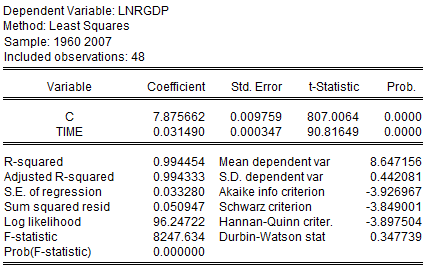 Dependent Variable: LNRGDP
Method: Least Squares
Sample: 1960 2007
Included observations: 48
Variable Coefficient Std. Error t-Statistic Prob.
C 7.875662 0.009759 807.0064 0.0000
TIME 0.031490 0.000347 90.81649 0.0000
R-squared 0.994454 Mean dependent var 8.647156
Adjusted R-squared 0.994333 S.D. dependent var 0.442081
S.E. of regression 0.033280 Akaike info criterion -3.926967
Sum squared resid 0.050947 Schwarz criterion -3.849001
Log likelihood 96.24722 Hannan-Quinn criter. -3.897504
F-statistic 8247.634 Durbin-Watson stat 0.347739
Prob(F-statistic) 0.000000